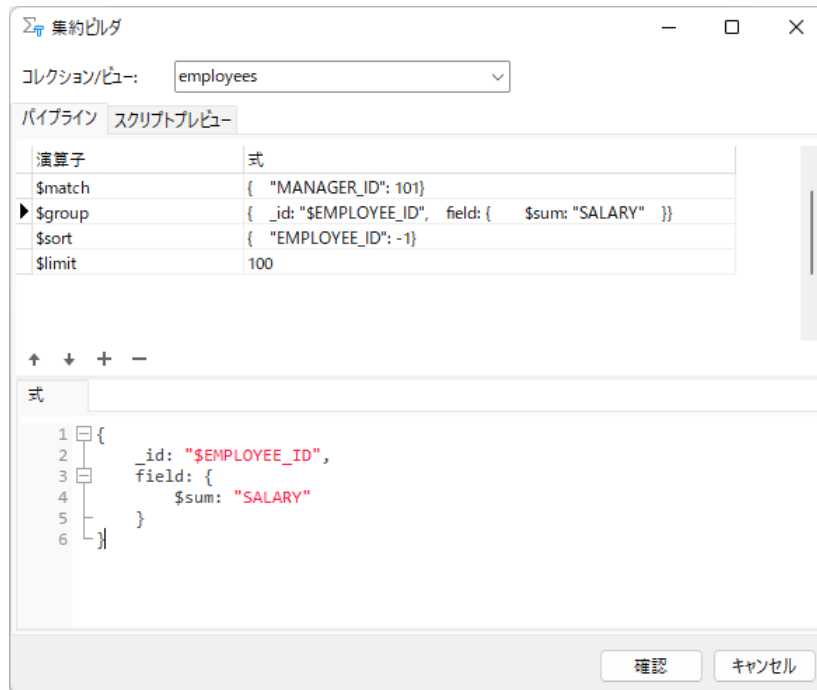 集約ビルダ
コレクション/ビュー: employees
パイプライン スクリプトプレビュー
演算子 式
$match { "MANAGER_ID": 101}
$group { _id: "$EMPLOYEE_ID", field: { $sum: "SALARY" }}
$sort { "EMPLOYEE_ID": -1}
$limit 100
式
1 {
2 _id: "$EMPLOYEE_ID",
3 field: {
4 $sum: "SALARY"
5 }
6 }
確認 キャンセル